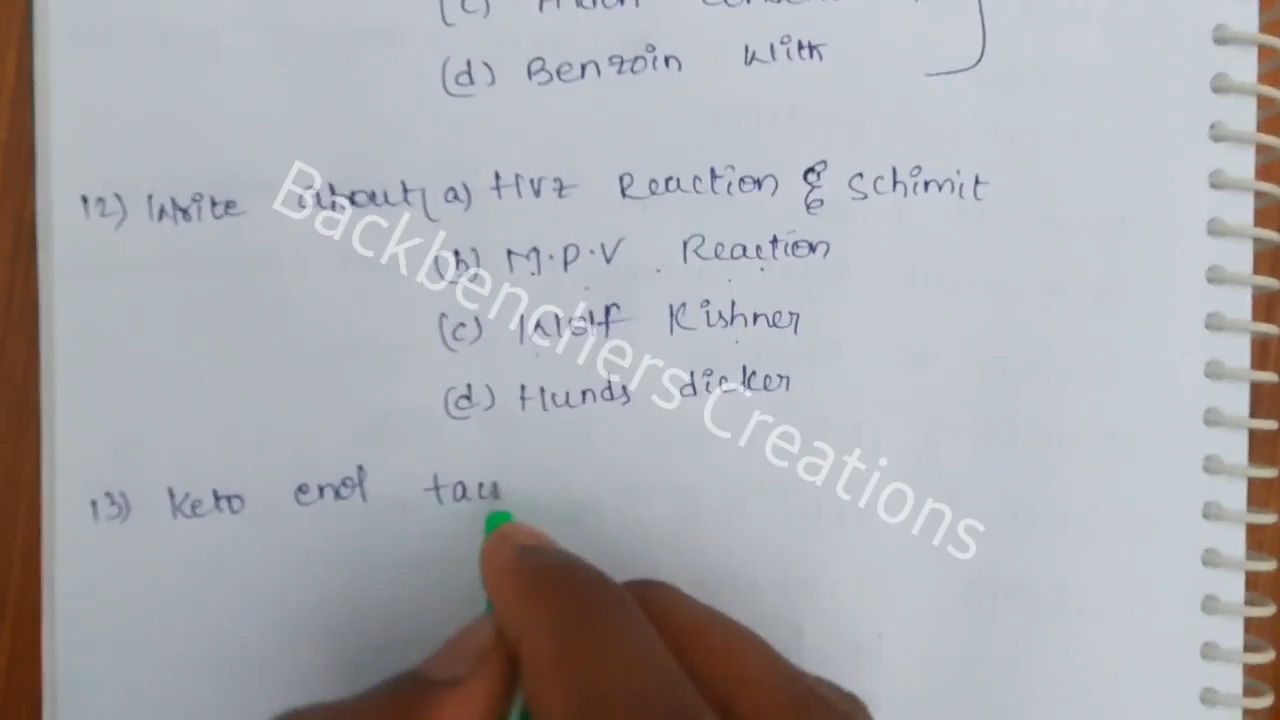 (c)
(d) Benzoin With
12) Write about (a) HVZ Reaction & Schimit
(b) M.P.V. Reaction
(c) Wolf Kishner
(d) Hunds dicker
13) Keto enol tau
Backbenchers Creations